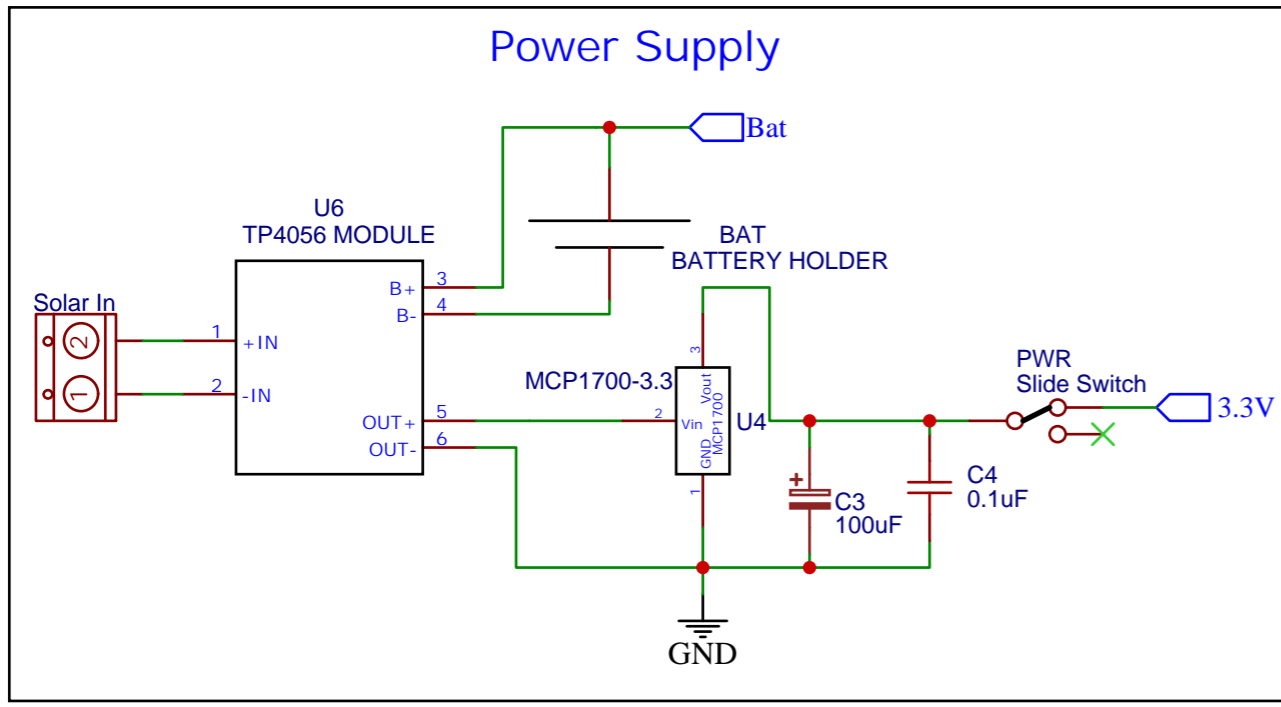 Power Supply
Bat
U6
TP4056 MODULE
BAT
BATTERY HOLDER
B+
3
B-
4
Solar In
2
1
1
+IN
2
-IN
OUT+
5
OUT-
6
MCP1700-3.3
3
Vout
2
Vin
GND
MCP1700
1
U4
PWR
Slide Switch
3.3V
+
C3
100uF
C4
0.1uF
GND